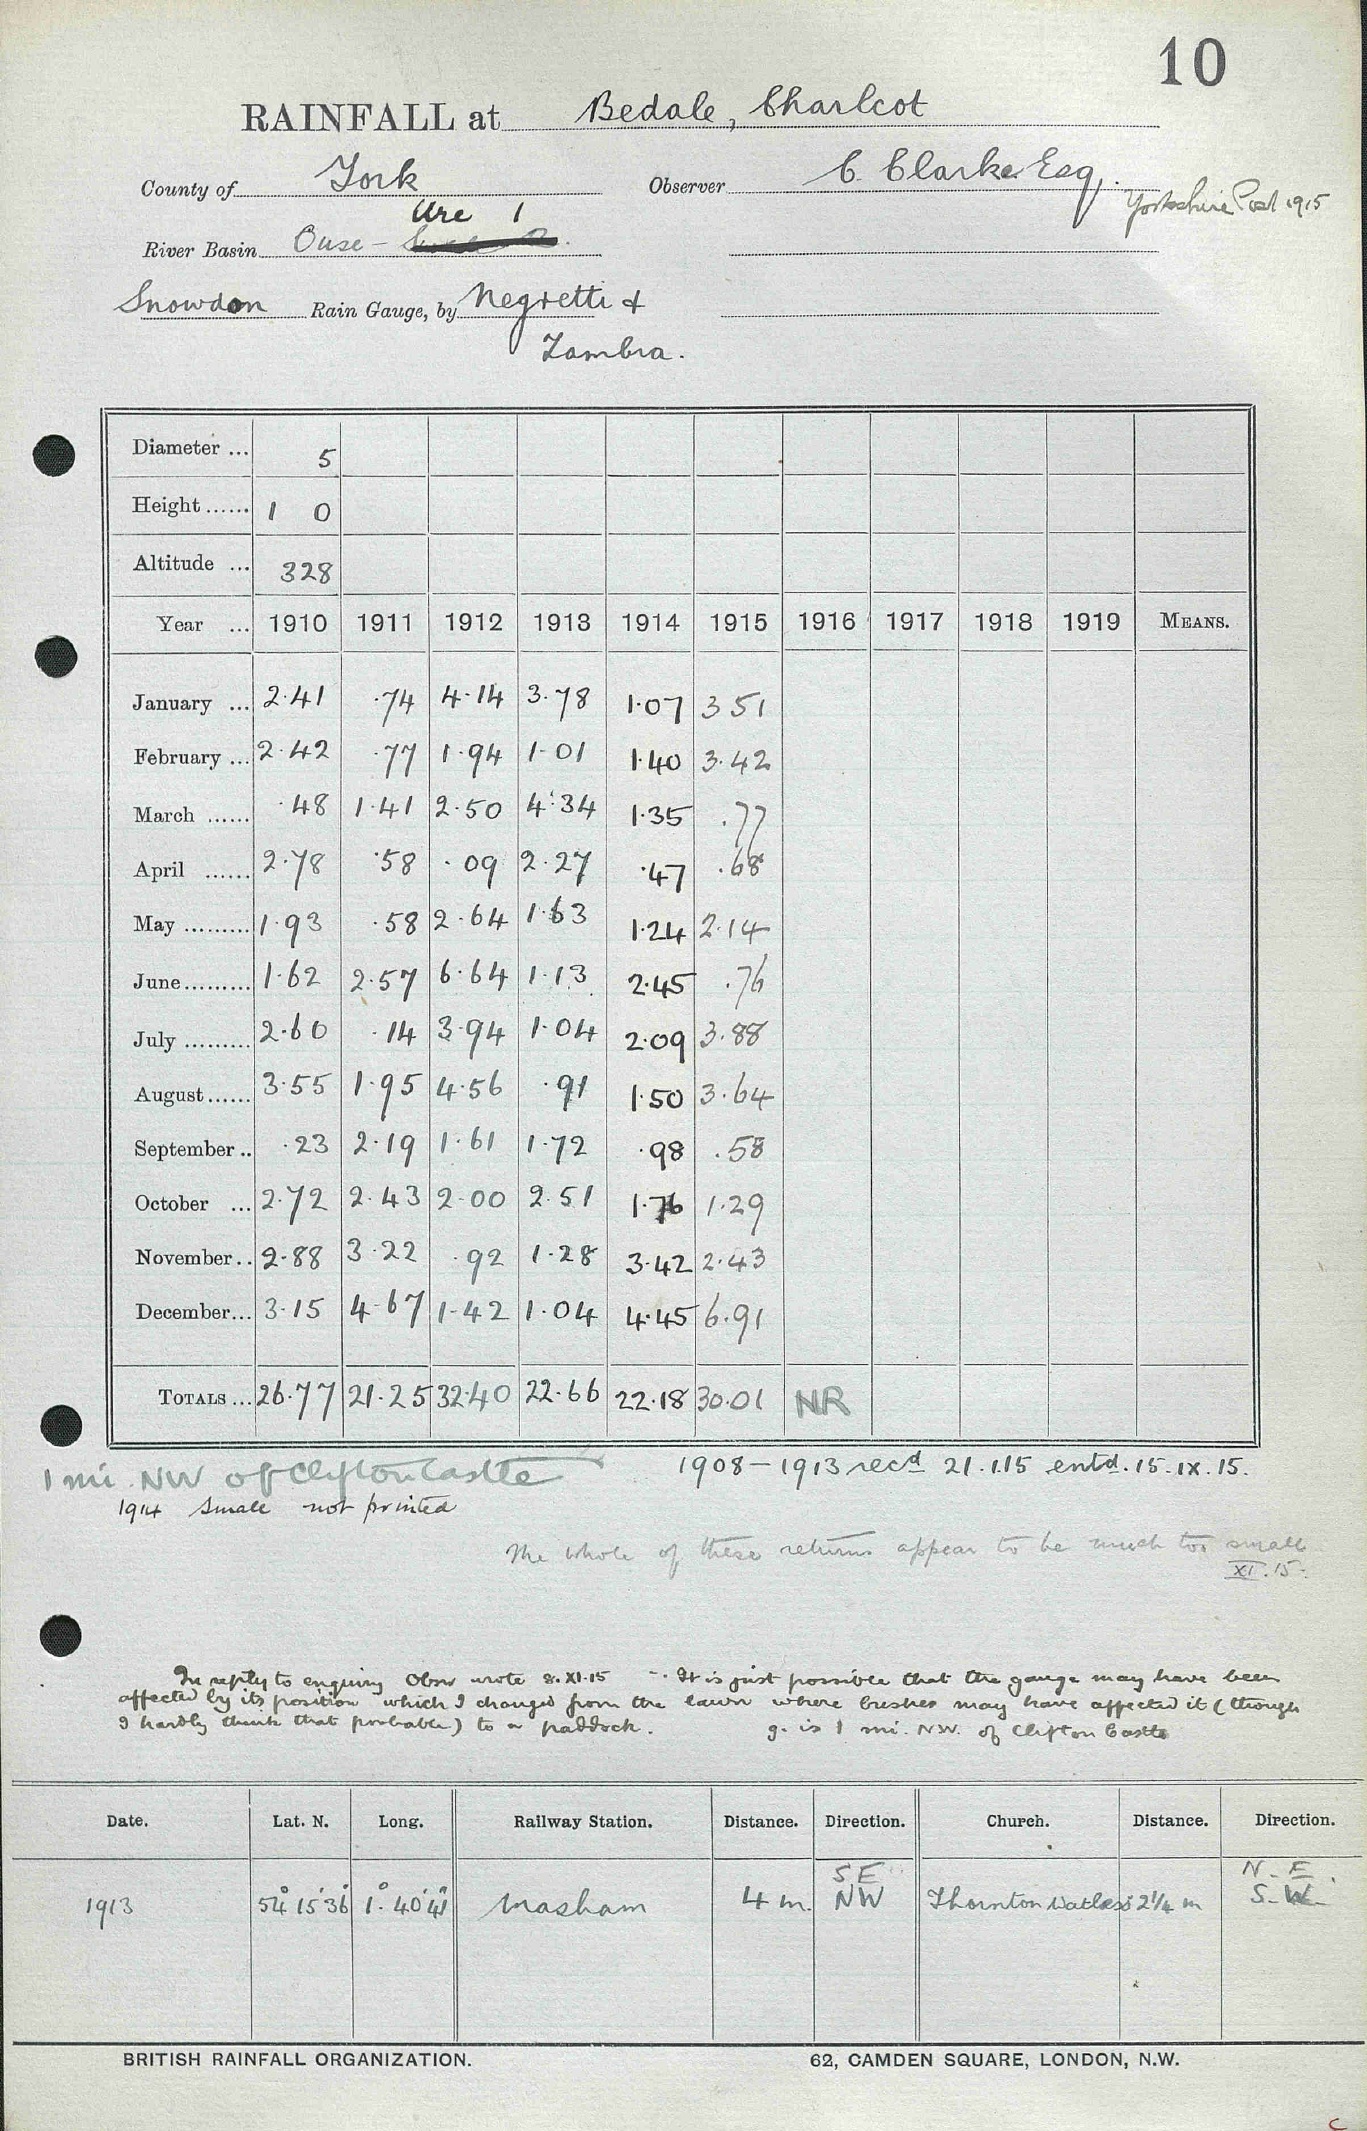 10
RAINFALL at Bedale, Charlcot
County of York Observer C. Clarke Esq.
Yorkshire Post 1915
Ure 1
River Basin Ouse -
Snowdon Rain Gauge, by Negretti &
Zambra.
Diameter ... 5
Height ...... 1 0
Altitude ... 328
Year ... 1910 1911 1912 1913 1914 1915 1916 1917 1918 1919 MEANS.
January ... 2.41 .74 4.14 3.78 1.07 3 51
February ... 2.42 .77 1.94 1.01 1.40 3.42
March ...... .48 1.41 2.50 4.34 1.35 .77
April ...... 2.78 .58 .09 2.27 .47 .68
May ......... 1.93 .58 2.64 1.63 1.24 2.14
June......... 1.62 2.57 6.64 1.13 2.45 .76
July ......... 2.60 .14 3.94 1.04 2.09 3.88
August...... 3.55 1.95 4.56 .91 1.50 3.64
September .. .23 2.19 1.61 1.72 .98 .58
October ... 2.72 2.43 2.00 2.51 1.76 1.29
November.. 2.88 3.22 .92 1.28 3.42 2.43
December... 3.15 4.67 1.42 1.04 4.45 6.91
TOTALS ... 26.77 21.25 32.40 22.66 22.18 30.01 NR
1 mi. NW of Clifton Castle 1908-1913 recd 21.1.15 entd. 15.IX.15.
1914 Small not printed
The whole of these returns appear to be much too small
XI.15.
In reply to enquiry Obsr wrote 8.XI.15 -. It is just possible that the gauge may have been
affected by its position which I changed from the lawn where bushes may have affected it (though
I hardly think that probable) to a paddock. g. is 1 mi. NW. of Clifton Castle
Date. Lat. N. Long. Railway Station. Distance. Direction. Church. Distance. Direction.
SE N.E.
1913 54° 15' 36" 1° 40' 41" Masham 4 m. NW Thornton Watlass 2¼ m S.W.
BRITISH RAINFALL ORGANIZATION. 62, CAMDEN SQUARE, LONDON, N.W.
C